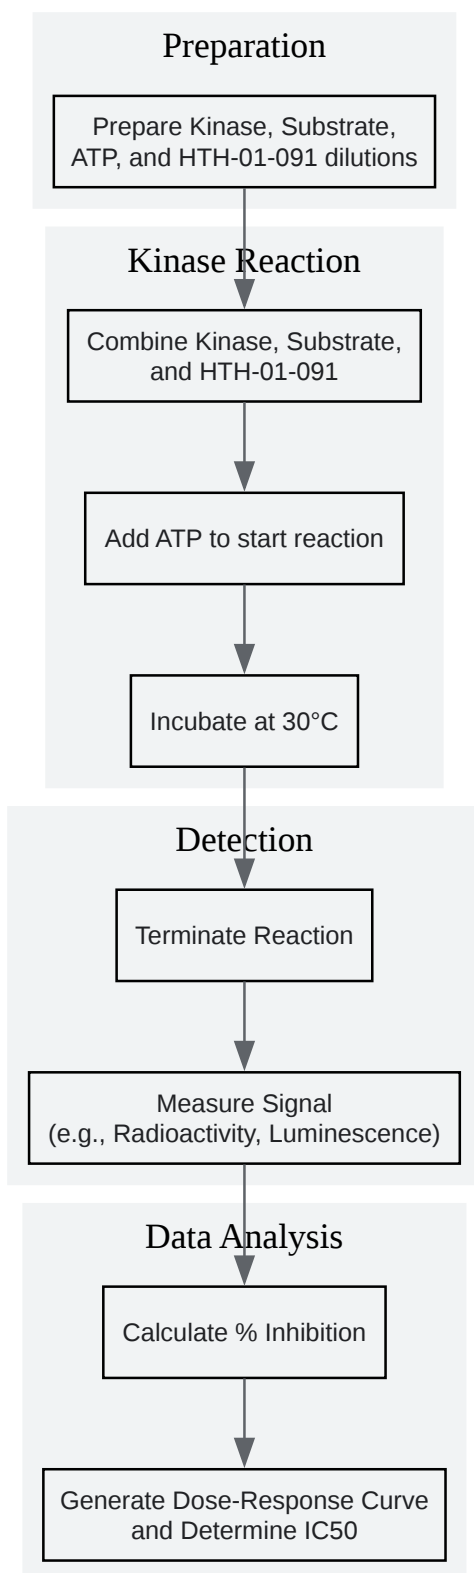 Preparation
Prepare Kinase, Substrate,
ATP, and HTH-01-091 dilutions
Kinase Reaction
Combine Kinase, Substrate,
and HTH-01-091
Add ATP to start reaction
Incubate at 30°C
Detection
Terminate Reaction
Measure Signal
(e.g., Radioactivity, Luminescence)
Data Analysis
Calculate % Inhibition
Generate Dose-Response Curve
and Determine IC50